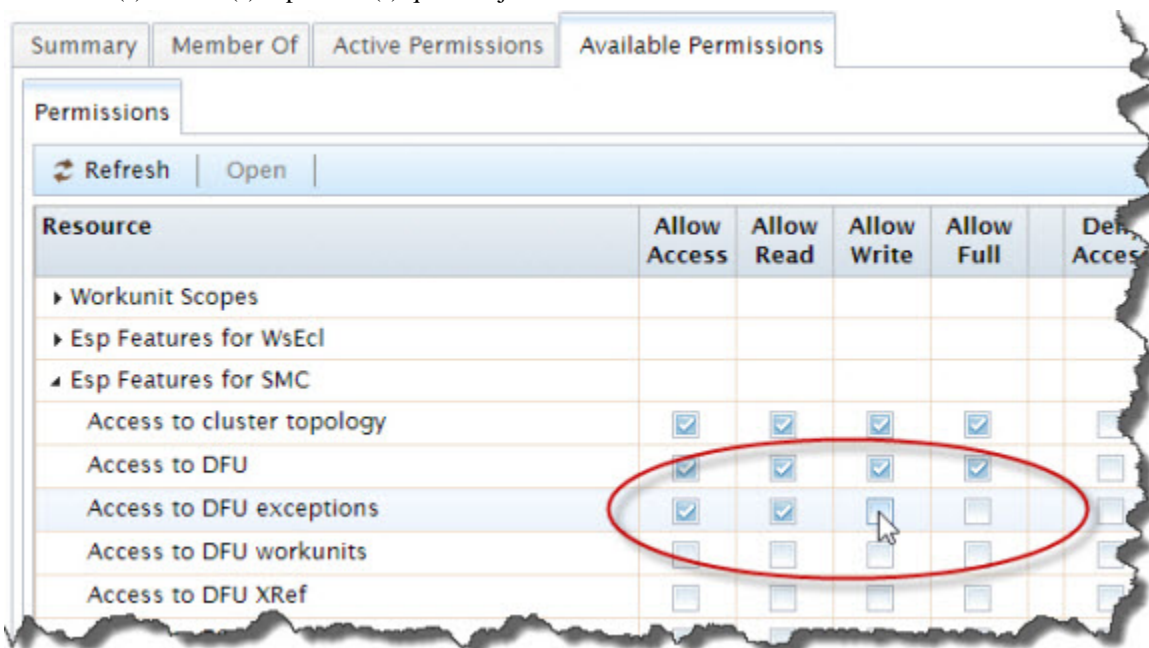 Summary Member Of Active Permissions Available Permissions
Permissions
Refresh Open
Resource Allow Access Allow Read Allow Write Allow Full
Workunit Scopes
Esp Features for WsEcl
Esp Features for SMC
Access to cluster topology
Access to DFU
Access to DFU exceptions
Access to DFU workunits
Access to DFU XRef